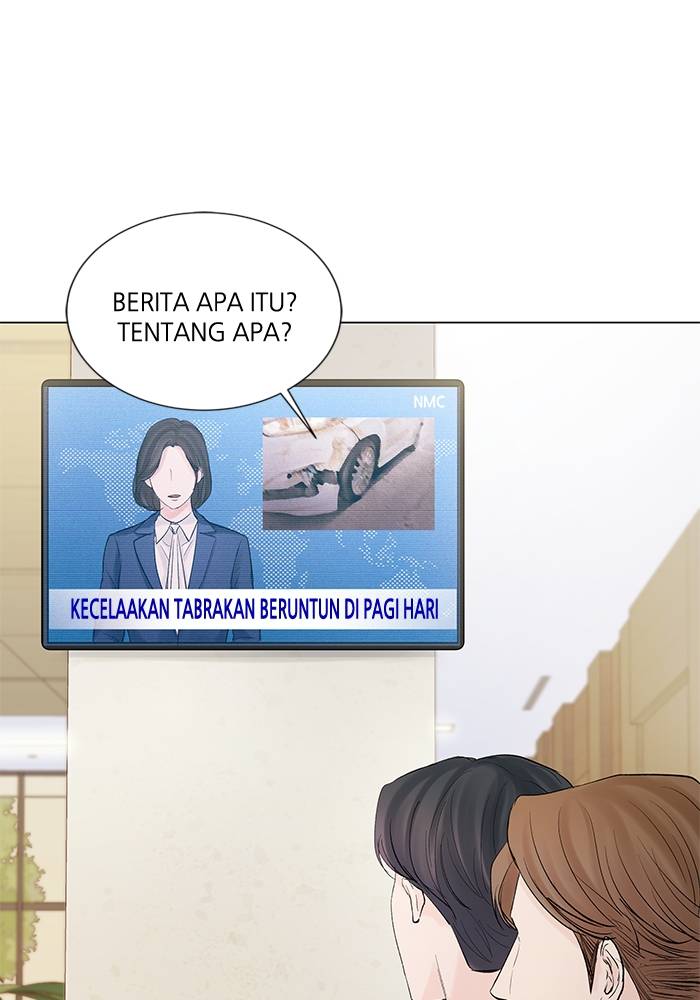 BERITA APA ITU?
TENTANG APA?
NMC
KECELAAKAN TABRAKAN BERUNTUN DI PAGI HARI